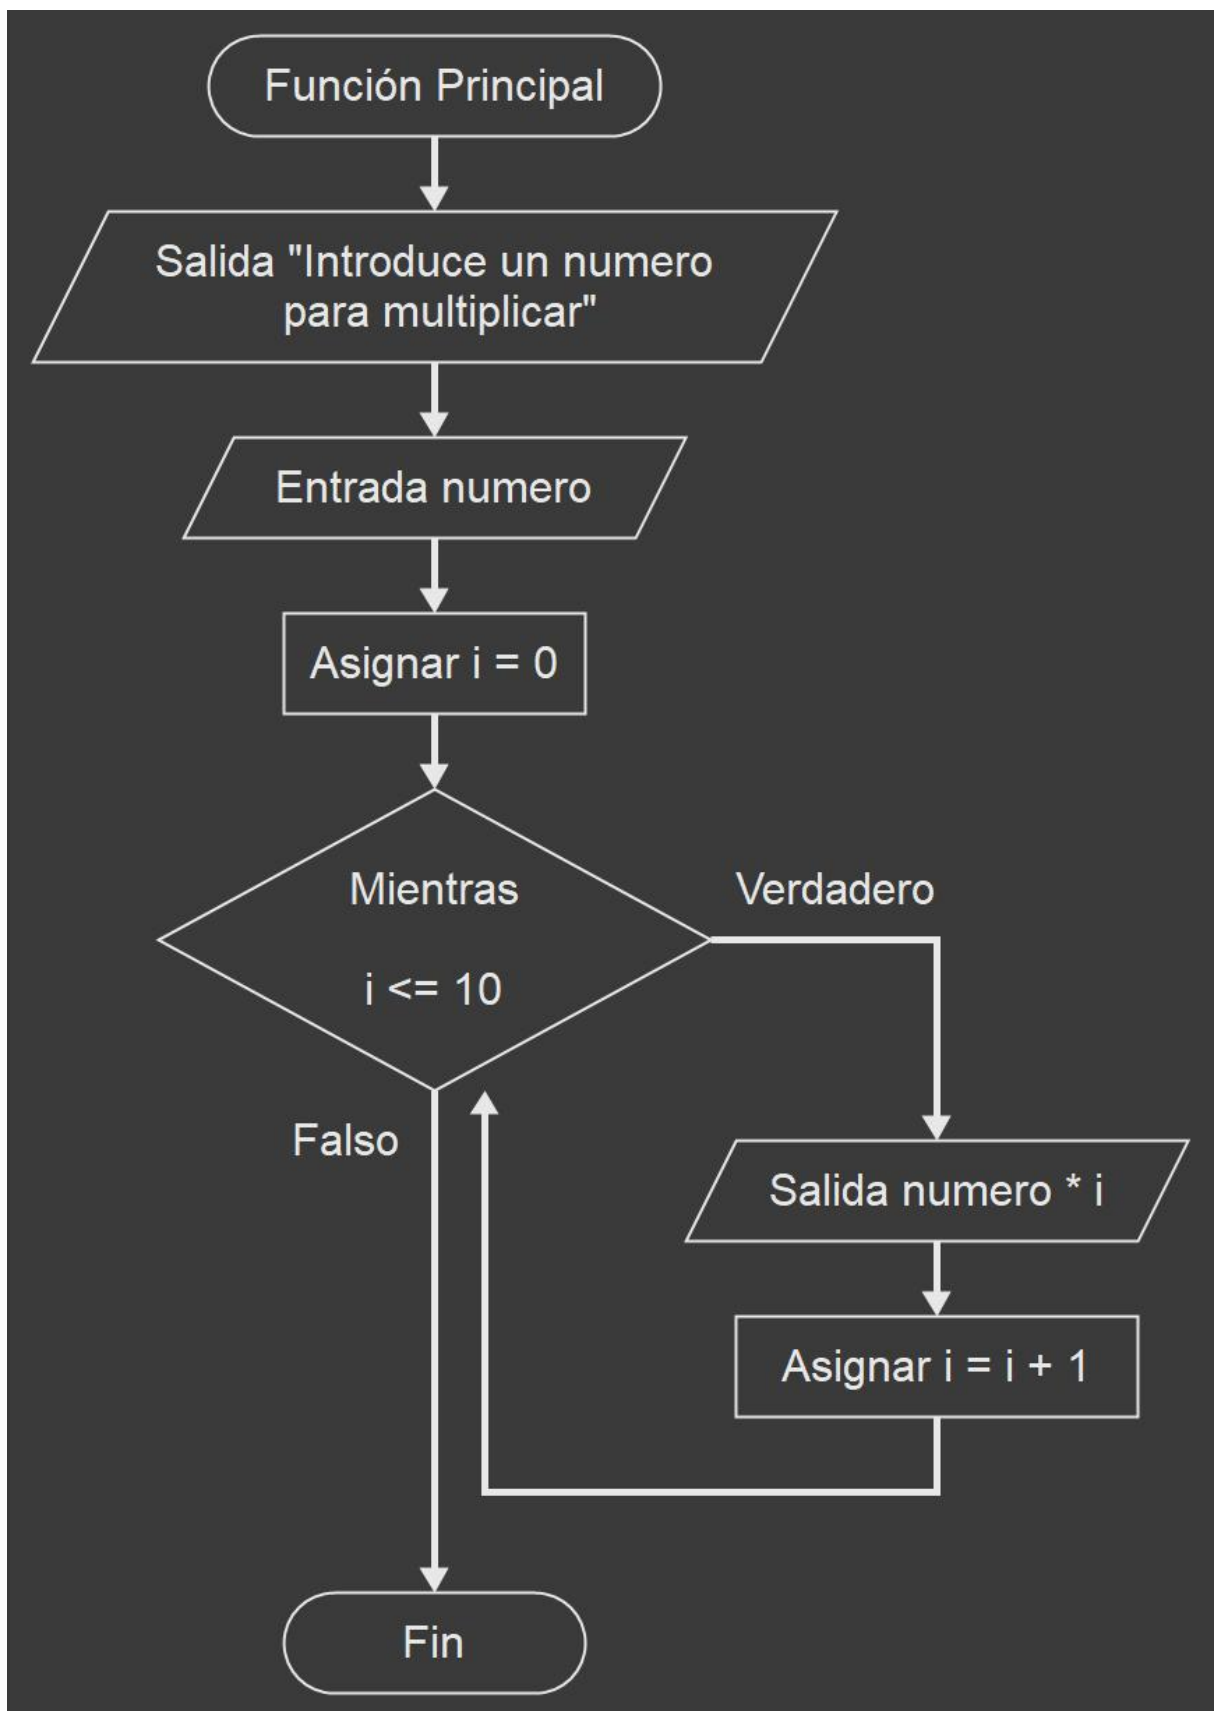 Función Principal
Salida "Introduce un numero
para multiplicar"
Entrada numero
Asignar i = 0
Mientras
i <= 10
Verdadero
Falso
Salida numero * i
Asignar i = i + 1
Fin